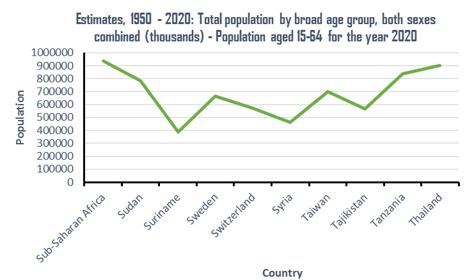 Estimates, 1950 - 2020: Total population by broad age group, both sexes
combined (thousands) - Population aged 15-64 for the year 2020
1000000
900000
800000
700000
600000
500000
400000
300000
200000
100000
0
Population
Sub-Saharan Africa
Sudan
Suriname
Sweden
Switzerland
Syria
Taiwan
Tajikistan
Tanzania
Thailand
Country